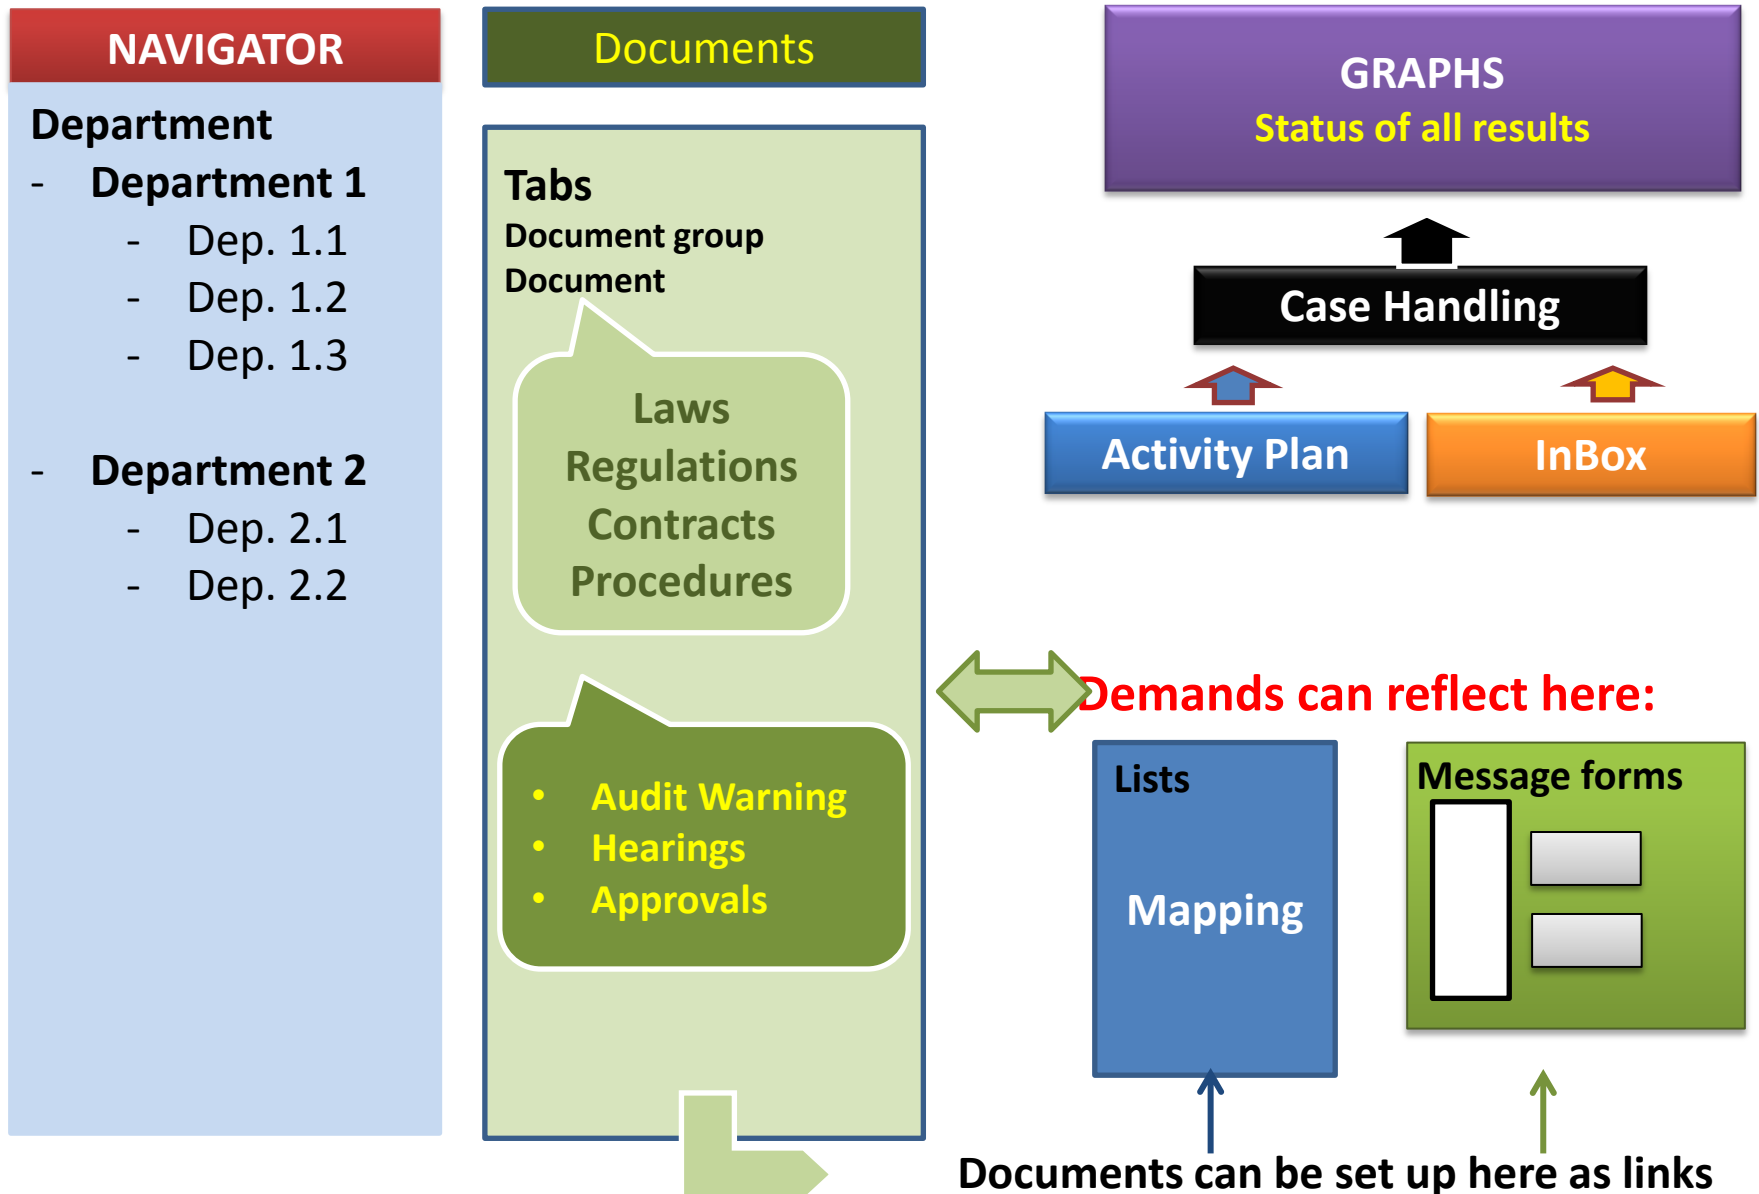 NAVIGATOR
Department
- Department 1
- Dep. 1.1
- Dep. 1.2
- Dep. 1.3
- Department 2
- Dep. 2.1
- Dep. 2.2
Documents
Tabs
Document group
Document
Laws
Regulations
Contracts
Procedures
• Audit Warning
• Hearings
• Approvals
GRAPHS
Status of all results
Case Handling
Activity Plan
InBox
Demands can reflect here:
Lists
Mapping
Message forms
Documents can be set up here as links